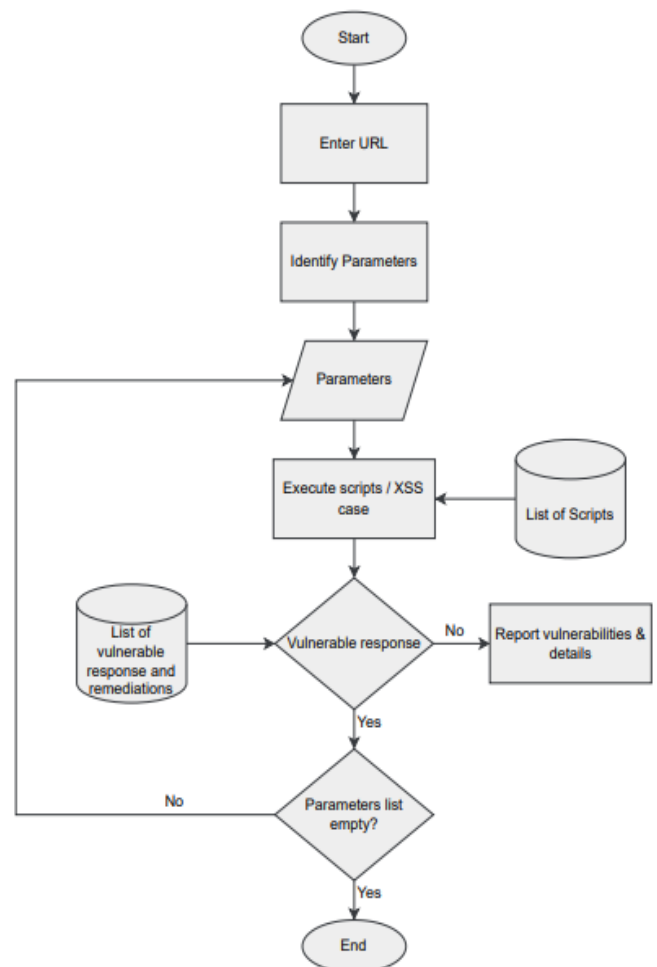 Start
Enter URL
Identify Parameters
Parameters
Execute scripts / XSS
case
List of Scripts
List of
vulnerable
response and
remediations
Vulnerable response
No
Report vulnerabilities &
details
Yes
No
Parameters list
empty?
Yes
End